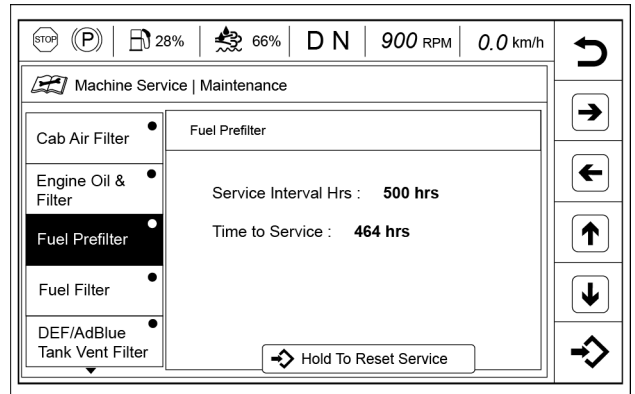 STOP P 28% 66% D N 900 RPM 0.0 km/h
Machine Service | Maintenance
Cab Air Filter
Engine Oil &
Filter
Fuel Prefilter
Fuel Filter
DEF/AdBlue
Tank Vent Filter
Fuel Prefilter
Service Interval Hrs : 500 hrs
Time to Service : 464 hrs
Hold To Reset Service